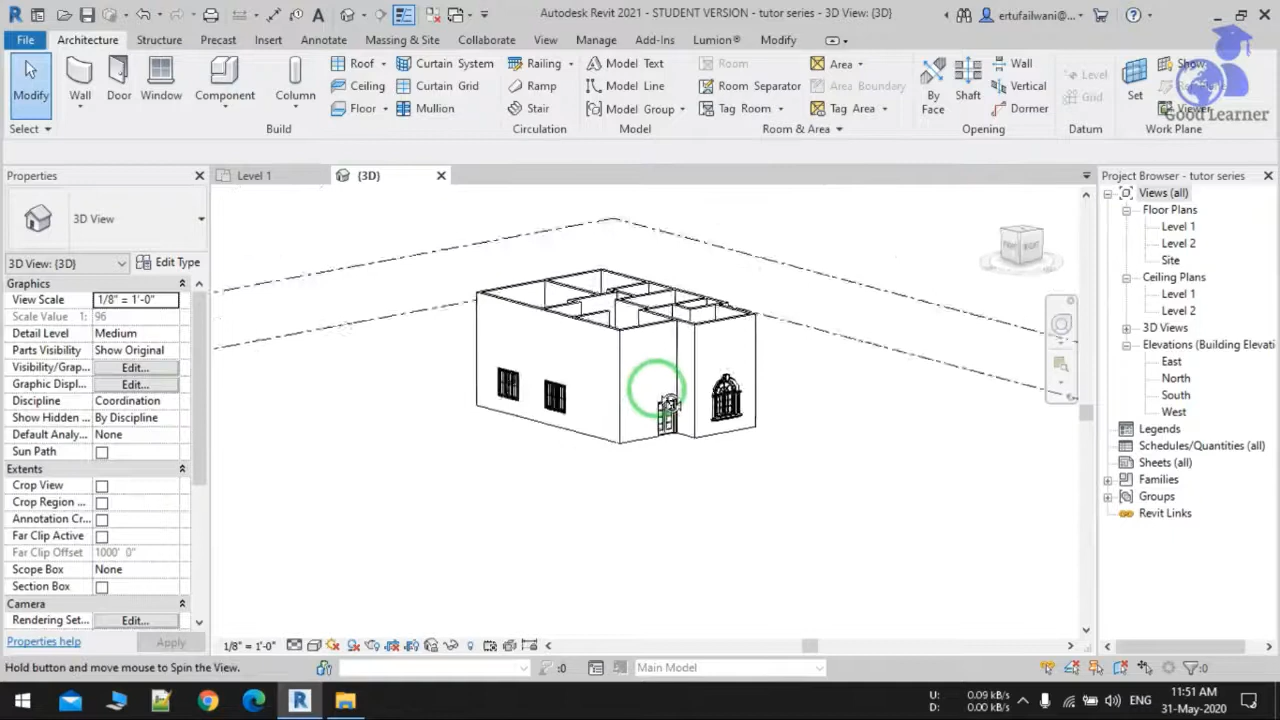 Autodesk Revit 2021 - STUDENT VERSION - tutor series - 3D View: {3D}
ertufailwani@...
File Architecture Structure Precast Insert Annotate Massing & Site Collaborate View Manage Add-Ins Lumion® Modify
Modify
Wall
Door
Window
Component
Column
Roof
Ceiling
Floor
Curtain System
Curtain Grid
Mullion
Railing
Ramp
Stair
Model Text
Model Line
Model Group
Room
Room Separator
Tag Room
Area
Area Boundary
Tag Area
By
Face
Shaft
Wall
Vertical
Dormer
Level
Grid
Set
Show
Viewer
Good Learner
Select Build Circulation Model Room & Area Opening Datum Work Plane
Properties
Level 1
{3D}
Project Browser - tutor series
3D View
3D View: {3D}
Edit Type
Graphics
View Scale 1/8" = 1'-0"
Scale Value 1: 96
Detail Level Medium
Parts Visibility Show Original
Visibility/Grap... Edit...
Graphic Displ... Edit...
Discipline Coordination
Show Hidden ... By Discipline
Default Analy... None
Sun Path
Extents
Crop View
Crop Region ...
Annotation Cr...
Far Clip Active
Far Clip Offset 1000' 0"
Scope Box None
Section Box
Camera
Rendering Set... Edit...
Properties help
Apply
FRONT RIGHT
Views (all)
Floor Plans
Level 1
Level 2
Site
Ceiling Plans
Level 1
Level 2
3D Views
Elevations (Building Elevati
East
North
South
West
Legends
Schedules/Quantities (all)
Sheets (all)
Families
Groups
Revit Links
1/8" = 1'-0"
Hold button and move mouse to Spin the View.
:0
Main Model
:0
U: 0.09 kB/s
D: 0.00 kB/s
ENG
11:51 AM
31-May-2020